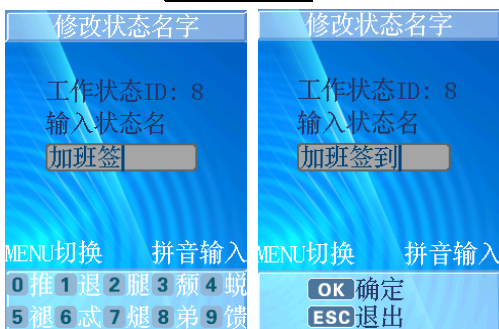 修改状态名字
工作状态ID: 8
输入状态名
加班签
MENU切换 拼音输入
0推1退2腿3颓4蜕
5褪6忒7煺8弟9馈
修改状态名字
工作状态ID: 8
输入状态名
加班签到
MENU切换 拼音输入
OK 确定
ESC退出